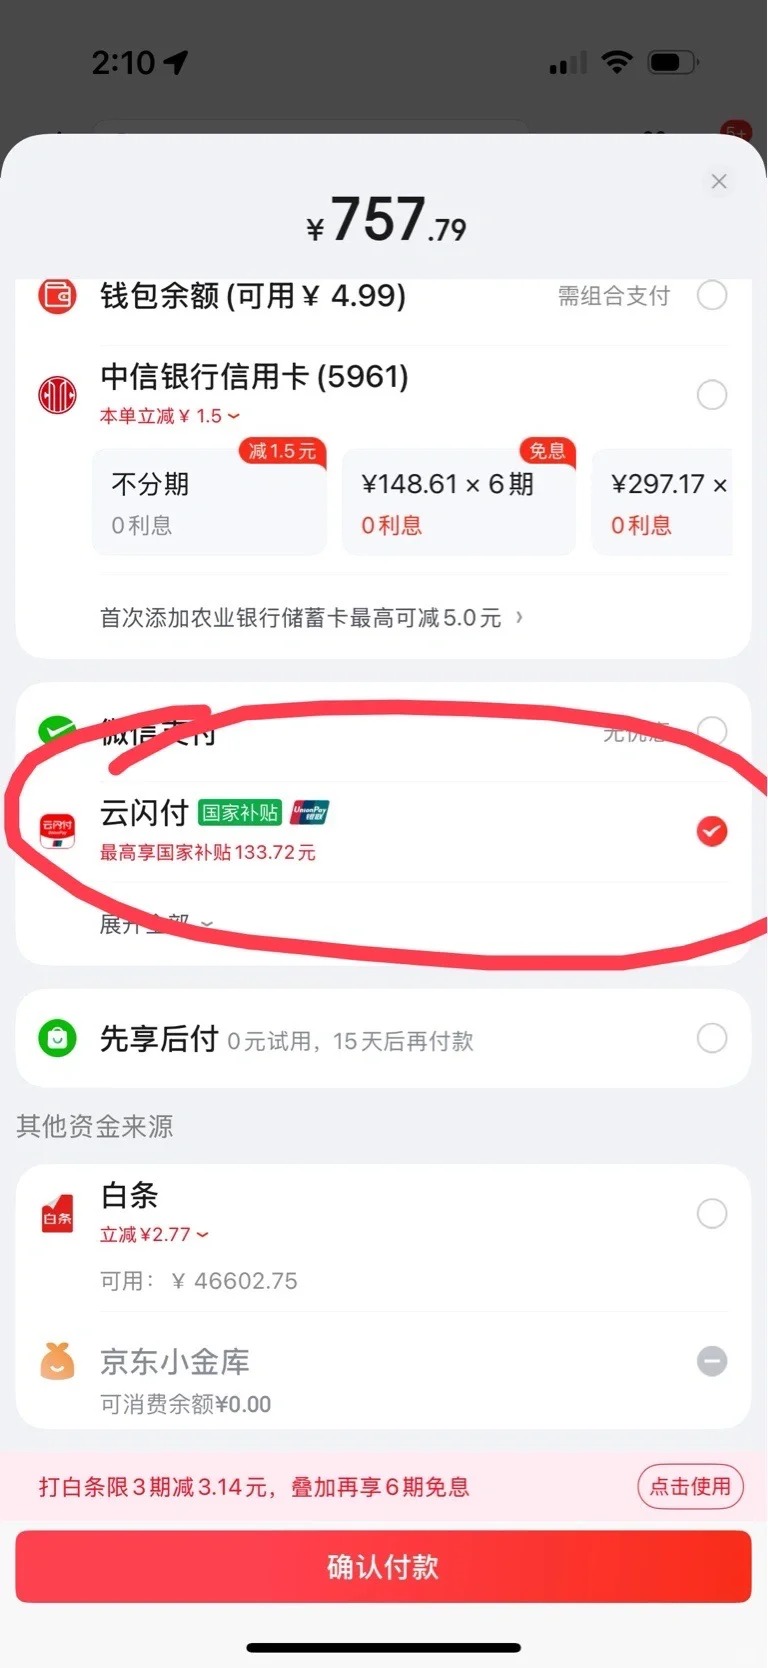 2:10
5+
¥757.79
钱包余额(可用¥ 4.99)
需组合支付
中信银行信用卡(5961)
本单立减¥ 1.5
减1.5元
不分期
0利息
免息
¥148.61 × 6期
0利息
¥297.17 ×
0利息
首次添加农业银行储蓄卡最高可减5.0元 ›
微信支付
云闪付
云闪付 国家补贴 UnionPay 银联
最高享国家补贴133.72元
展开全部
先享后付 0元试用，15天后再付款
其他资金来源
白条
白条
立减¥2.77
可用： ¥ 46602.75
京东小金库
可消费余额¥0.00
打白条限3期减3.14元，叠加再享6期免息
点击使用
确认付款